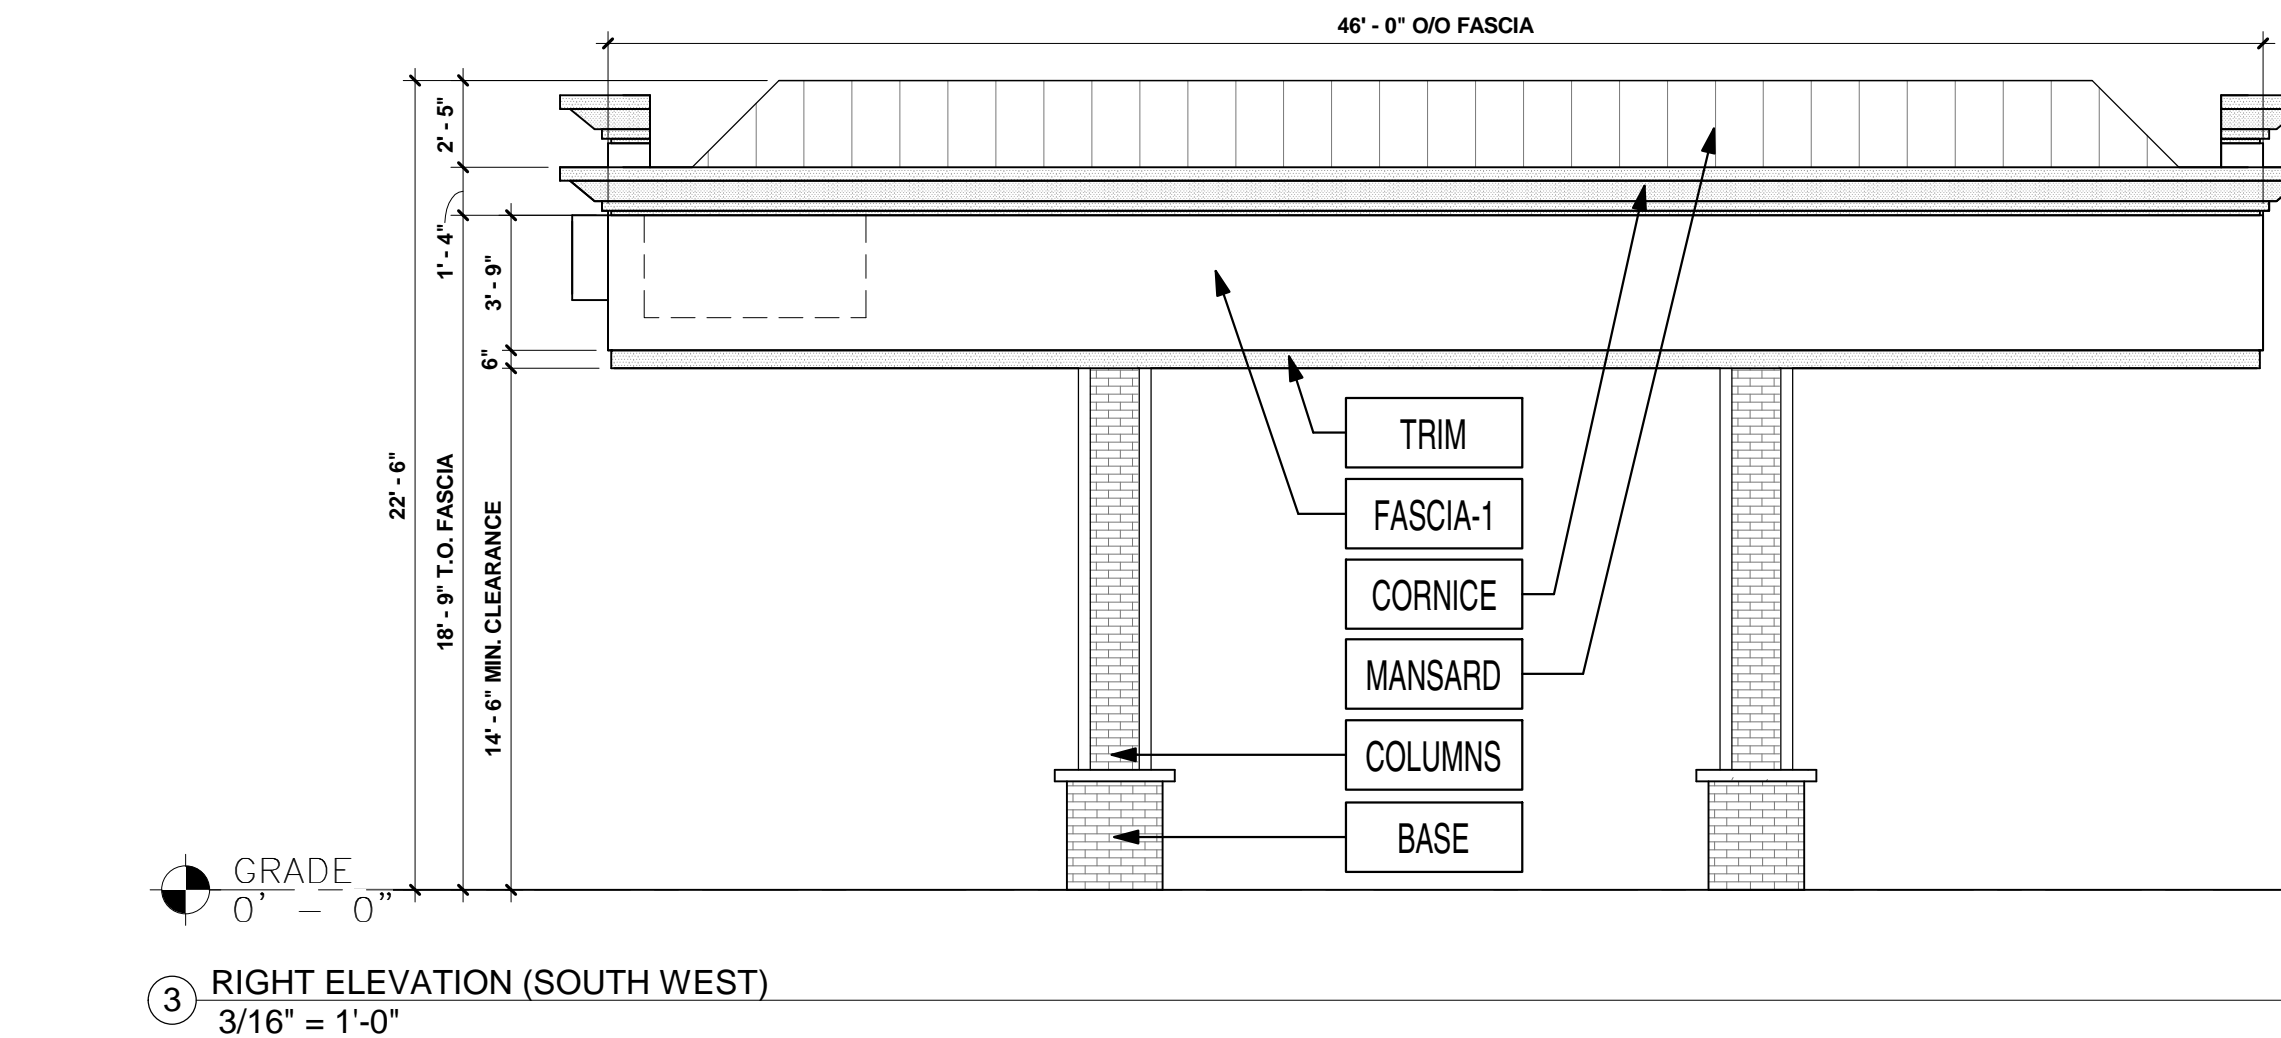 46' - 0" O/O FASCIA
2' - 5"
1' - 4"
3' - 9"
6"
22' - 6"
18' - 9" T.O. FASCIA
14' - 6" MIN. CLEARANCE
TRIM
FASCIA-1
CORNICE
MANSARD
COLUMNS
BASE
GRADE
0' - 0"
3 RIGHT ELEVATION (SOUTH WEST)
3/16" = 1'-0"